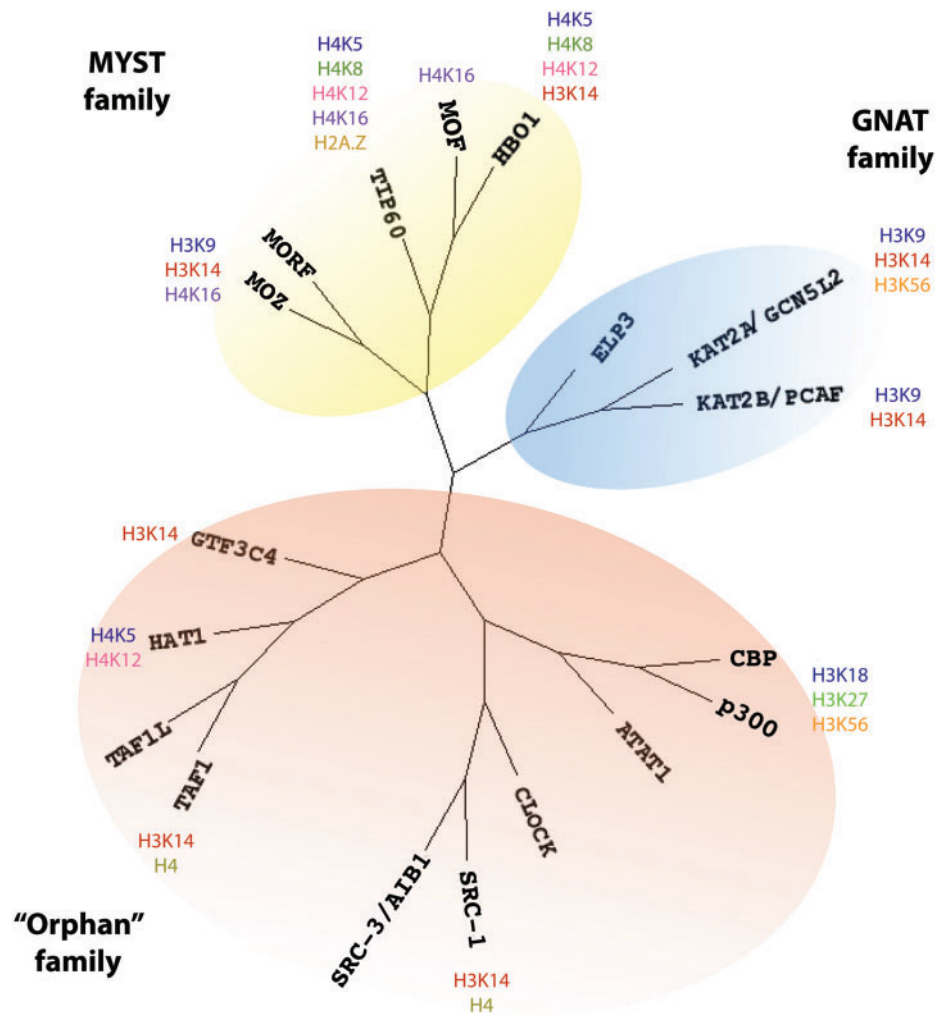 MYST
family
H4K5
H4K8
H4K12
H4K16
H2A.Z
H4K16
H4K5
H4K8
H4K12
H3K14
GNAT
family
MOF
HBO1
TIP60
H3K9
H3K14
H4K16
MORF
MOZ
H3K9
H3K14
H3K56
ELP3
KAT2A/GCN5L2
KAT2B/PCAF
H3K9
H3K14
H3K14
GTF3C4
H4K5
H4K12
HAT1
CBP
p300
H3K18
H3K27
H3K56
TAF1L
TAF1
ATAT1
CLOCK
H3K14
H4
SRC-3/AIB1
SRC-1
H3K14
H4
“Orphan”
family